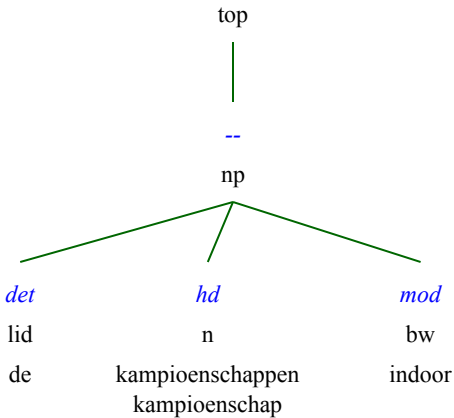 top
--
np
det hd mod
lid n bw
de kampioenschappen indoor
kampioenschap